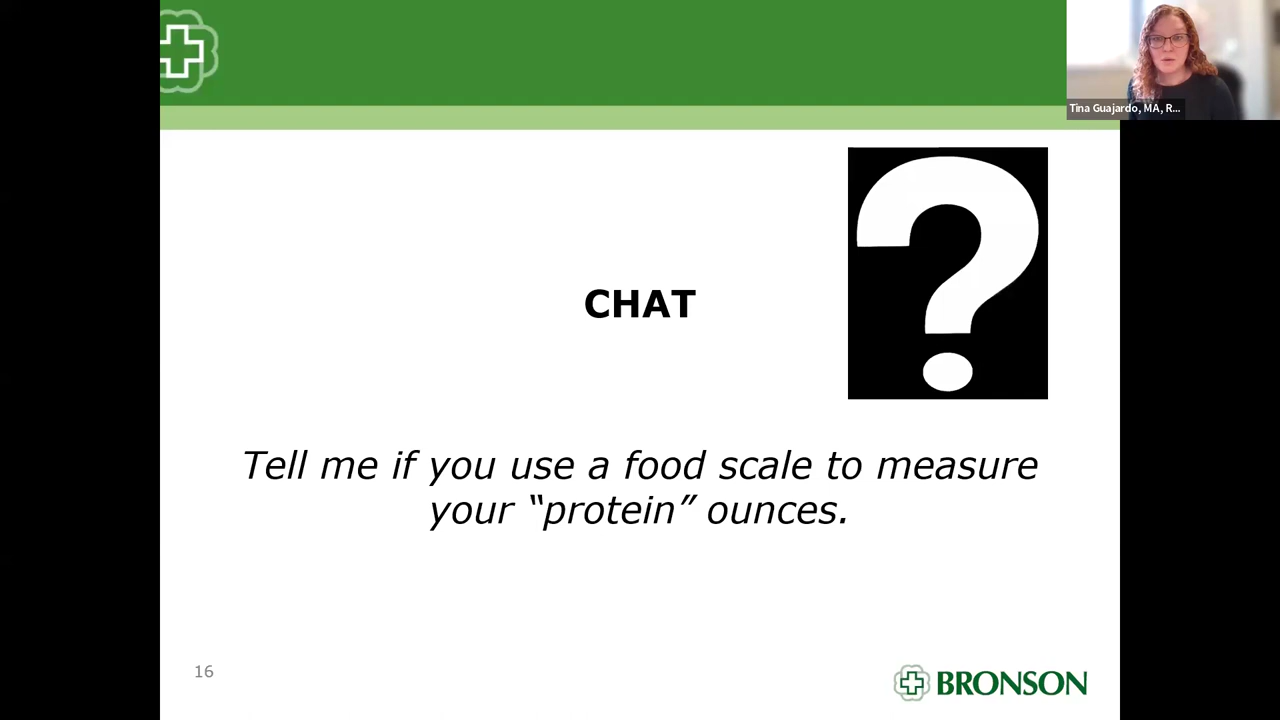 Tina Guajardo, MA, R...
CHAT
Tell me if you use a food scale to measure
your “protein” ounces.
16
BRONSON